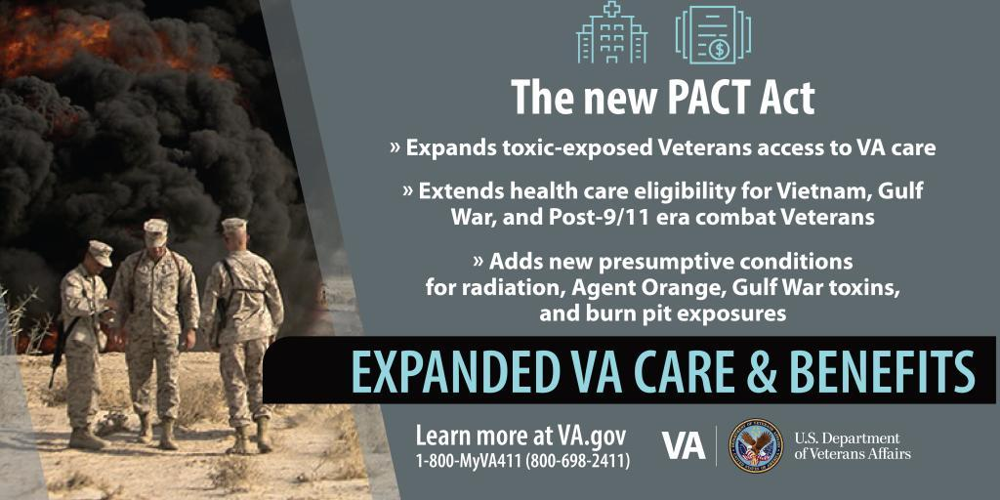 The new PACT Act
» Expands toxic-exposed Veterans access to VA care
» Extends health care eligibility for Vietnam, Gulf
War, and Post-9/11 era combat Veterans
» Adds new presumptive conditions
for radiation, Agent Orange, Gulf War toxins,
and burn pit exposures
EXPANDED VA CARE & BENEFITS
Learn more at VA.gov
1-800-MyVA411 (800-698-2411)
VA
U.S. Department
of Veterans Affairs